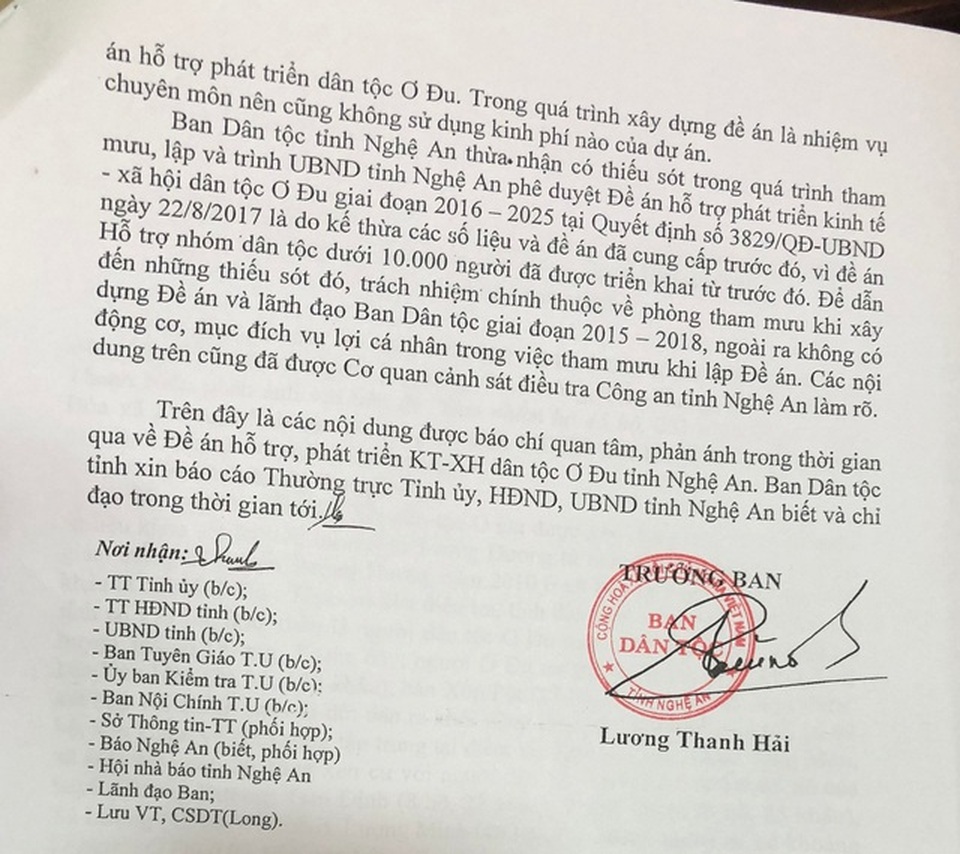 án hỗ trợ phát triển dân tộc Ơ Đu. Trong quá trình xây dựng đề án là nhiệm vụ
chuyên môn nên cũng không sử dụng kinh phí nào của dự án.
Ban Dân tộc tỉnh Nghệ An thừa nhận có thiếu sót trong quá trình tham
mưu, lập và trình UBND tỉnh Nghệ An phê duyệt Đề án hỗ trợ phát triển kinh tế
- xã hội dân tộc Ơ Đu giai đoạn 2016 – 2025 tại Quyết định số 3829/QĐ-UBND
ngày 22/8/2017 là do kế thừa các số liệu và đề án đã cung cấp trước đó, vì đề án
Hỗ trợ nhóm dân tộc dưới 10.000 người đã được triển khai từ trước đó. Để dẫn
đến những thiếu sót đó, trách nhiệm chính thuộc về phòng tham mưu khi xây
dựng Đề án và lãnh đạo Ban Dân tộc giai đoạn 2015 – 2018, ngoài ra không có
động cơ, mục đích vụ lợi cá nhân trong việc tham mưu khi lập Đề án. Các nội
dung trên cũng đã được Cơ quan cảnh sát điều tra Công an tỉnh Nghệ An làm rõ.
Trên đây là các nội dung được báo chí quan tâm, phản ánh trong thời gian
qua về Đề án hỗ trợ, phát triển KT-XH dân tộc Ơ Đu tỉnh Nghệ An. Ban Dân tộc
tỉnh xin báo cáo Thường trực Tỉnh ủy, HĐND, UBND tỉnh Nghệ An biết và chỉ
đạo trong thời gian tới.
Nơi nhận:
- TT Tỉnh ủy (b/c);
- TT HĐND tỉnh (b/c);
- UBND tỉnh (b/c);
- Ban Tuyên Giáo T.U (b/c);
- Ủy ban Kiểm tra T.U (b/c);
- Ban Nội Chính T.U (b/c);
- Sở Thông tin-TT (phối hợp);
- Báo Nghệ An (biết, phối hợp)
- Hội nhà báo tỉnh Nghệ An
- Lãnh đạo Ban;
- Lưu VT, CSDT(Long).
TRƯỞNG BAN
CỘNG HOÀ VIỆT NAM
BAN
DÂN TỘC
TỈNH NGHỆ AN
Lương Thanh Hải